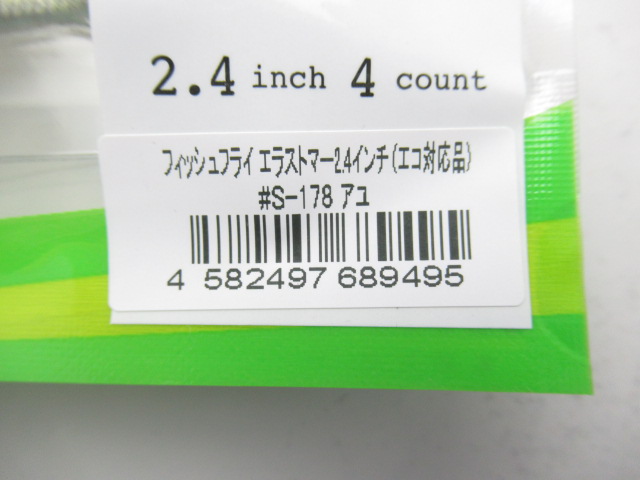 2.4 inch 4 count
フィッシュフライ エラストマー2.4インチ(エコ対応品)
#S-178 アユ
4 582497 689495